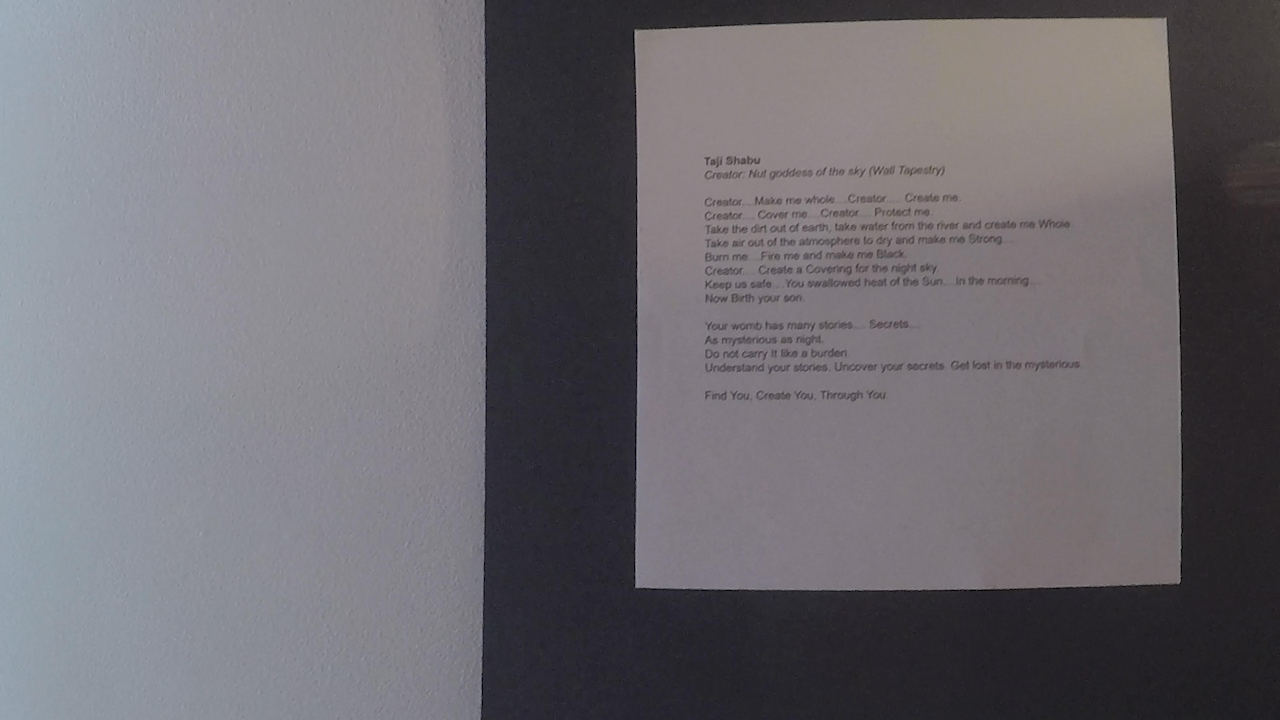 Taji Shabu
Creator: Nut goddess of the sky (Wall Tapestry)
Creator....Make me whole....Creator..... Create me.
Creator.... Cover me....Creator.... Protect me.
Take the dirt out of earth, take water from the river and create me Whole.
Take air out of the atmosphere to dry and make me Strong....
Burn me....Fire me and make me Black.
Creator.... Create a Covering for the night sky.
Keep us safe....You swallowed heat of the Sun....In the morning....
Now Birth your son.
Your womb has many stories.... Secrets....
As mysterious as night.
Do not carry It like a burden.
Understand your stories. Uncover your secrets. Get lost in the mysterious.
Find You, Create You, Through You.